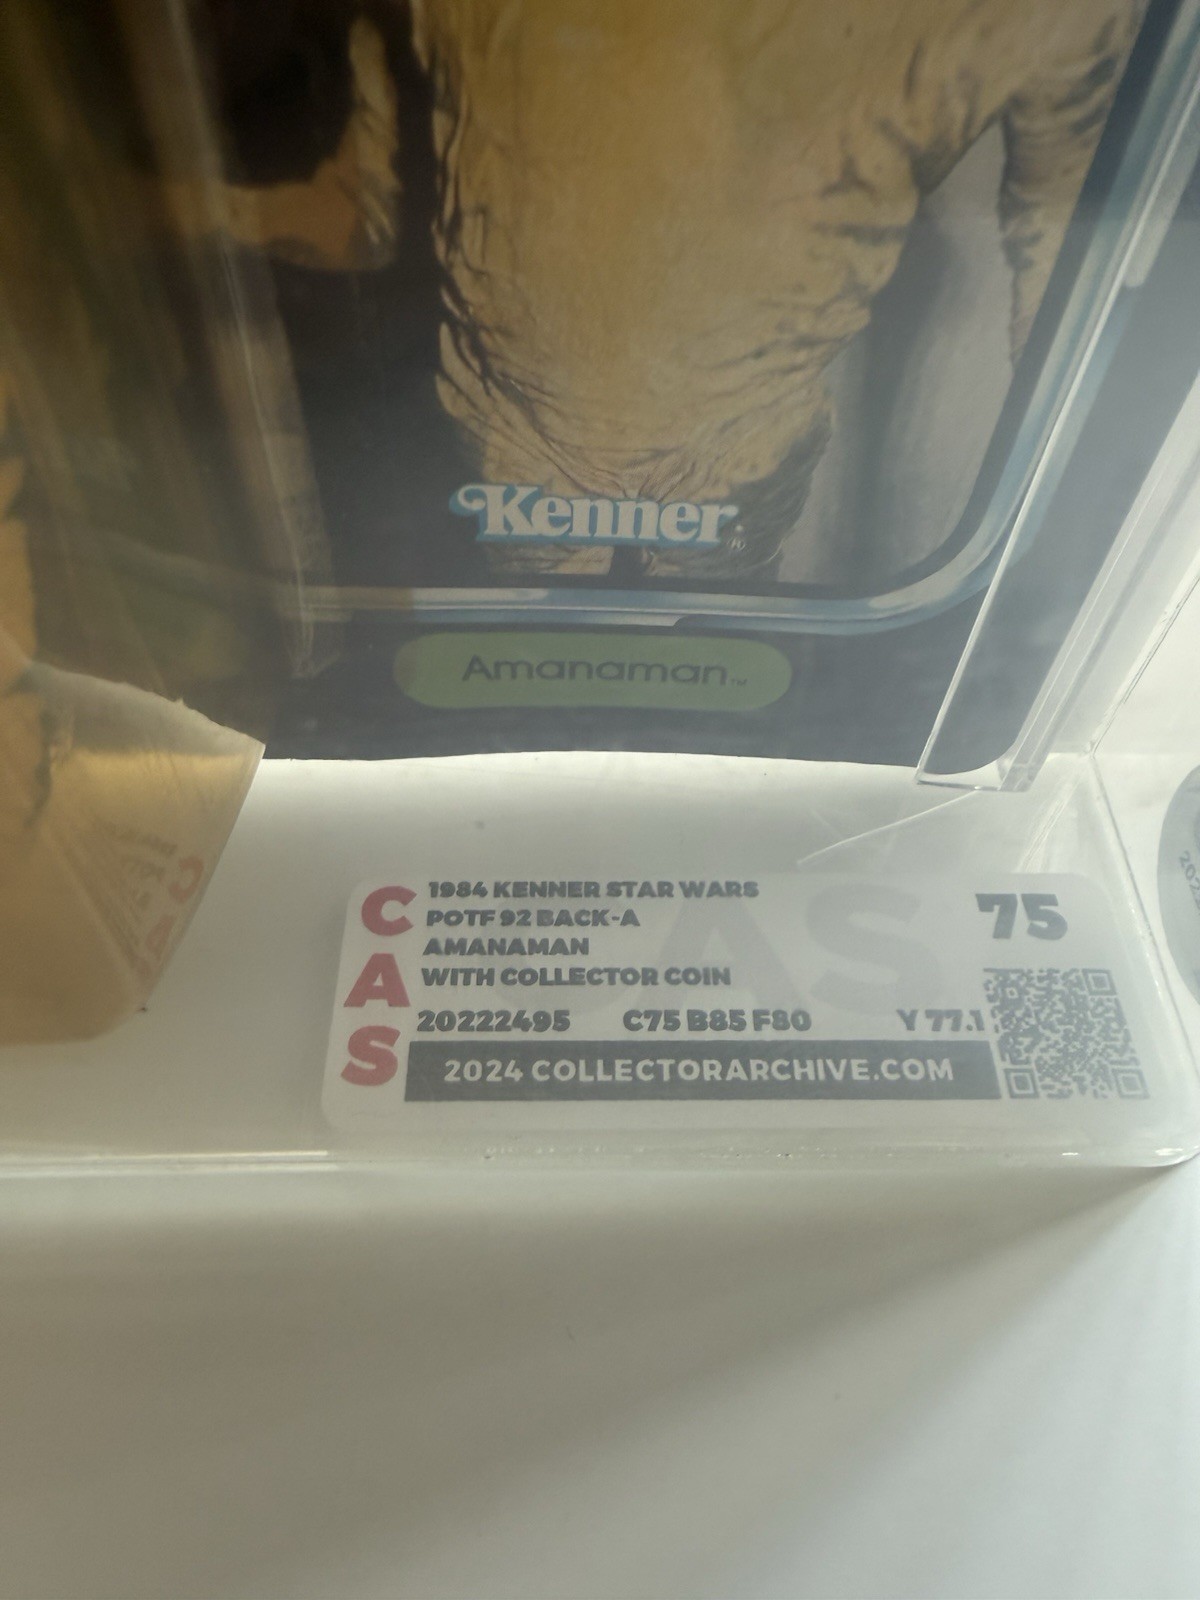 Kenner
Amanaman™
CAS
1984 KENNER STAR WARS
POTF 92 BACK-A
AMANAMAN
WITH COLLECTOR COIN
75
20222495 C75 B85 F80 Y 77.1
2024 COLLECTORARCHIVE.COM